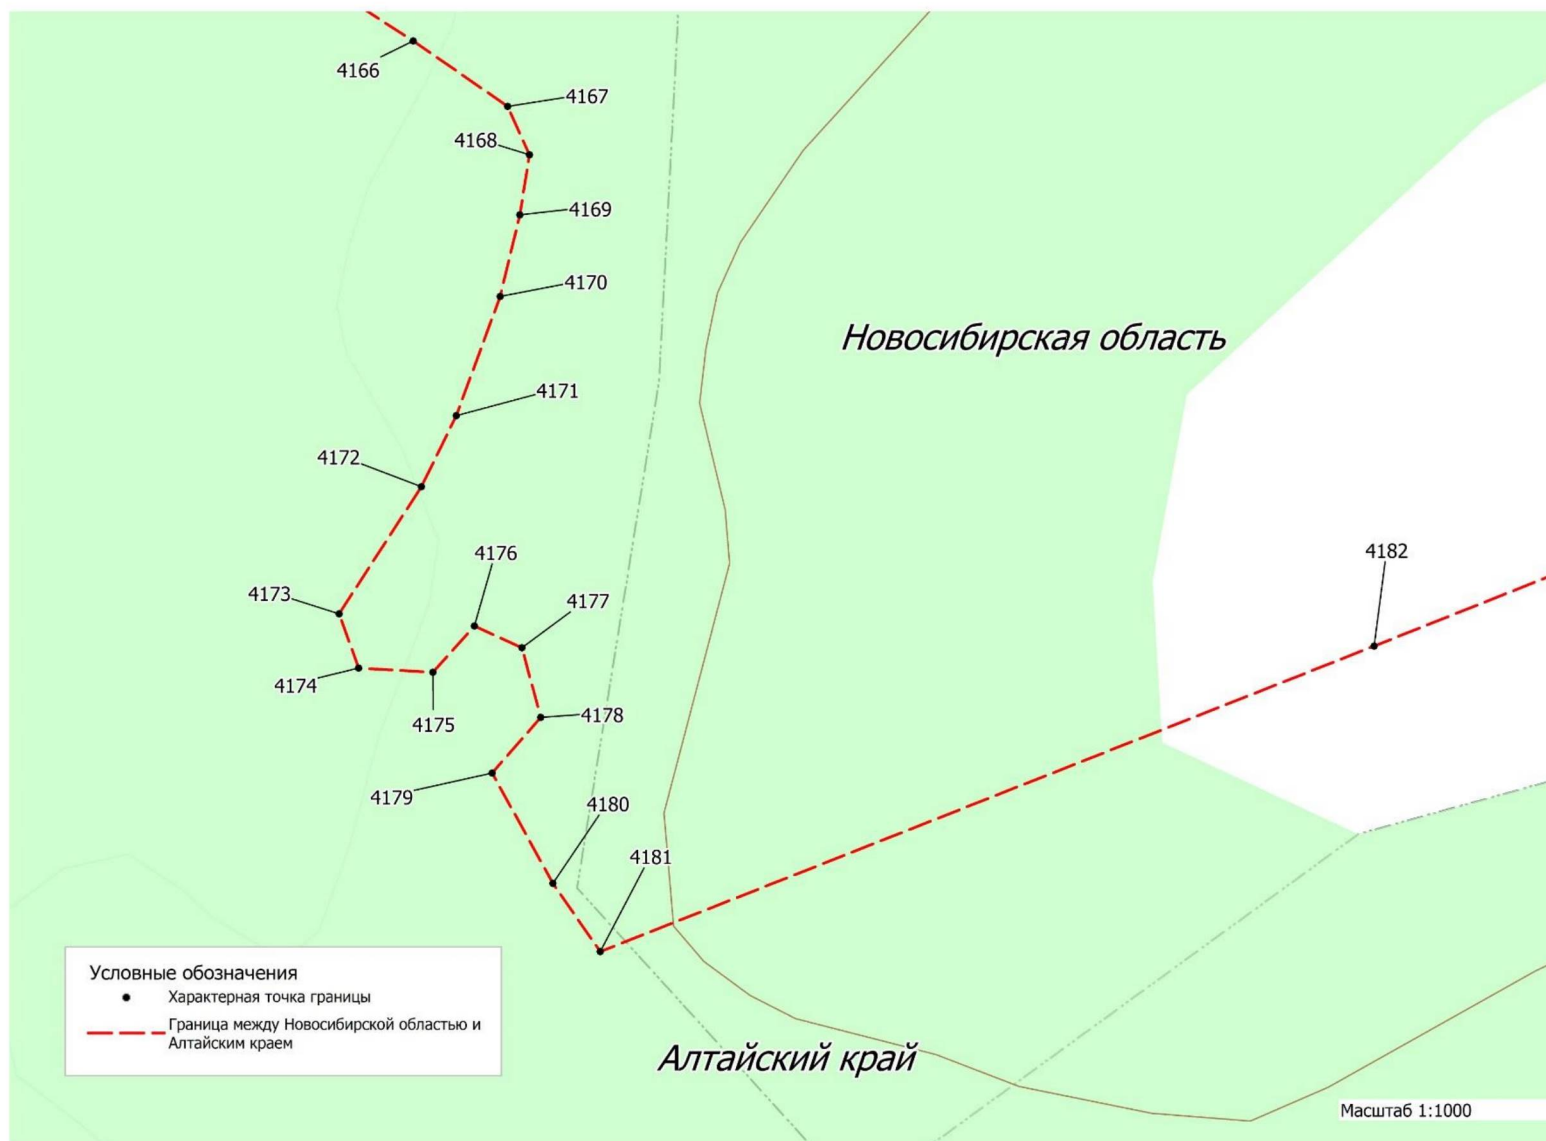 4166
4167
4168
4169
4170
Новосибирская область
4171
4172
4176
4182
4173
4177
4174
4175
4178
4179
4180
4181
Условные обозначения
Характерная точка границы
Граница между Новосибирской областью и
Алтайским краем
Алтайский край
Масштаб 1:1000